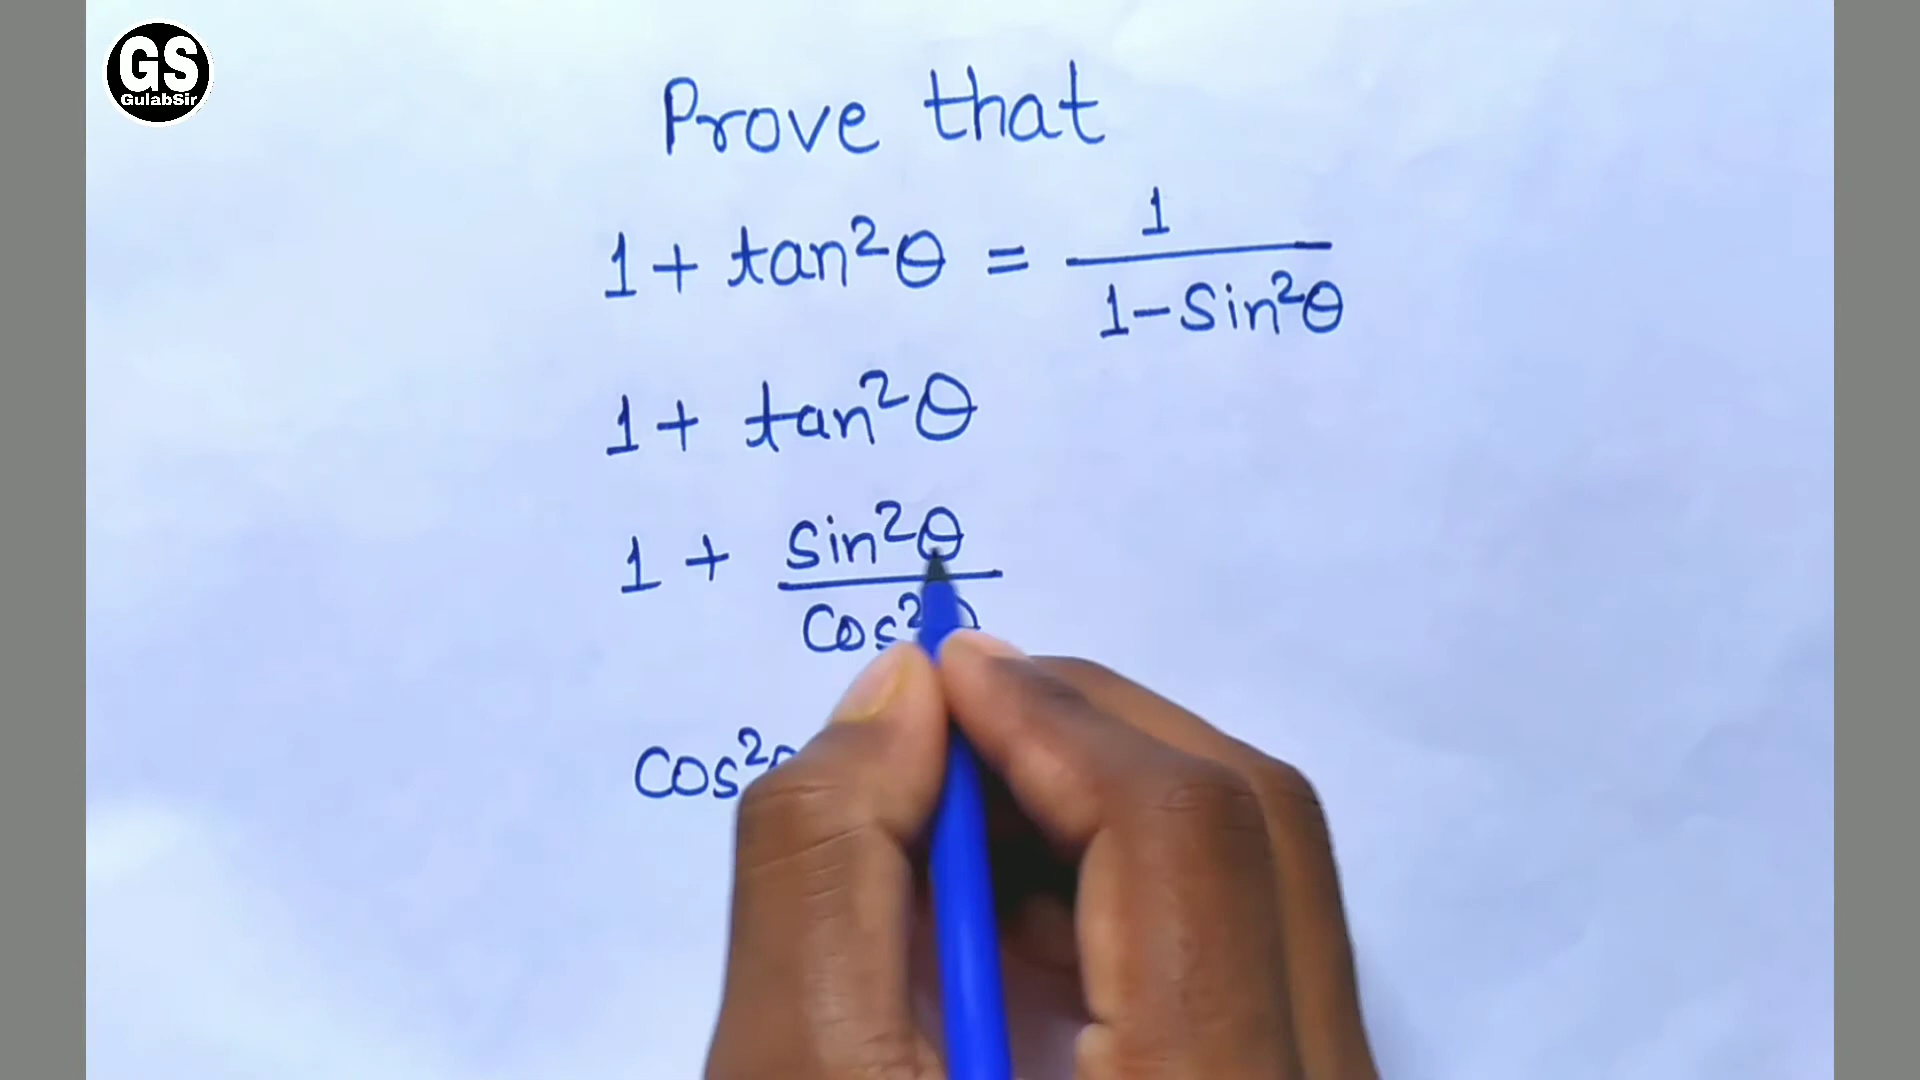 GS
GulabSir
Prove that
1 + tan²θ = 1 / 1 - Sin²θ
1 + tan²θ
1 + Sin²θ / Cos²
Cos²